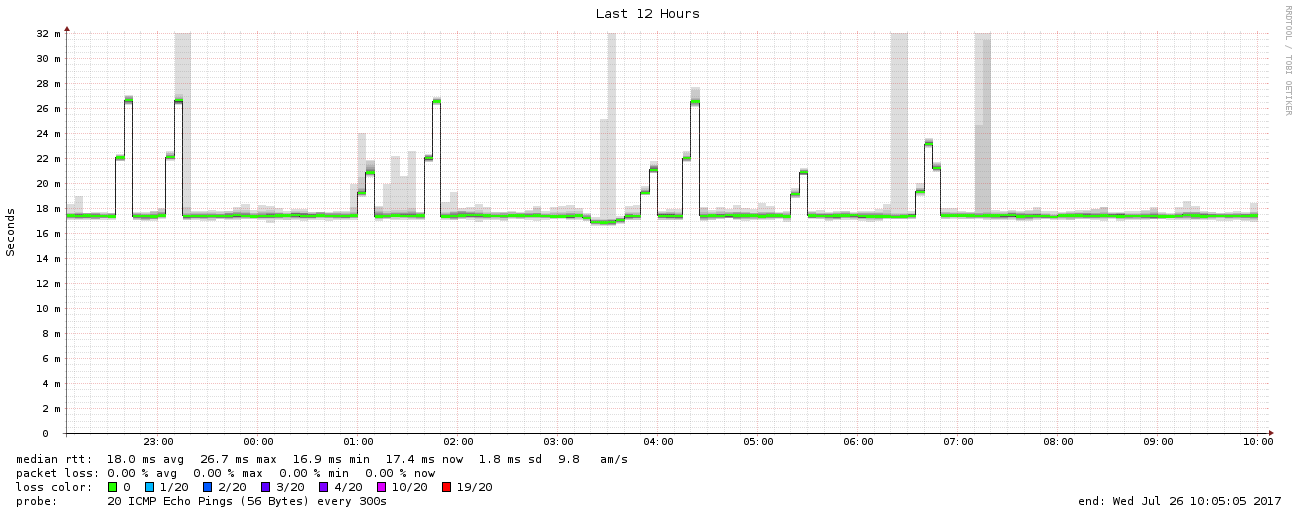 Last 12 Hours
RRDTOOL / TOBI OETIKER
Seconds
32 m
30 m
28 m
26 m
24 m
22 m
20 m
18 m
16 m
14 m
12 m
10 m
8 m
6 m
4 m
2 m
0
23:00 00:00 01:00 02:00 03:00 04:00 05:00 06:00 07:00 08:00 09:00 10:00
median rtt: 18.0 ms avg 26.7 ms max 16.9 ms min 17.4 ms now 1.8 ms sd 9.8 am/s
packet loss: 0.00 % avg 0.00 % max 0.00 % min 0.00 % now
loss color: 0 1/20 2/20 3/20 4/20 10/20 19/20
probe: 20 ICMP Echo Pings (56 Bytes) every 300s end: Wed Jul 26 10:05:05 2017